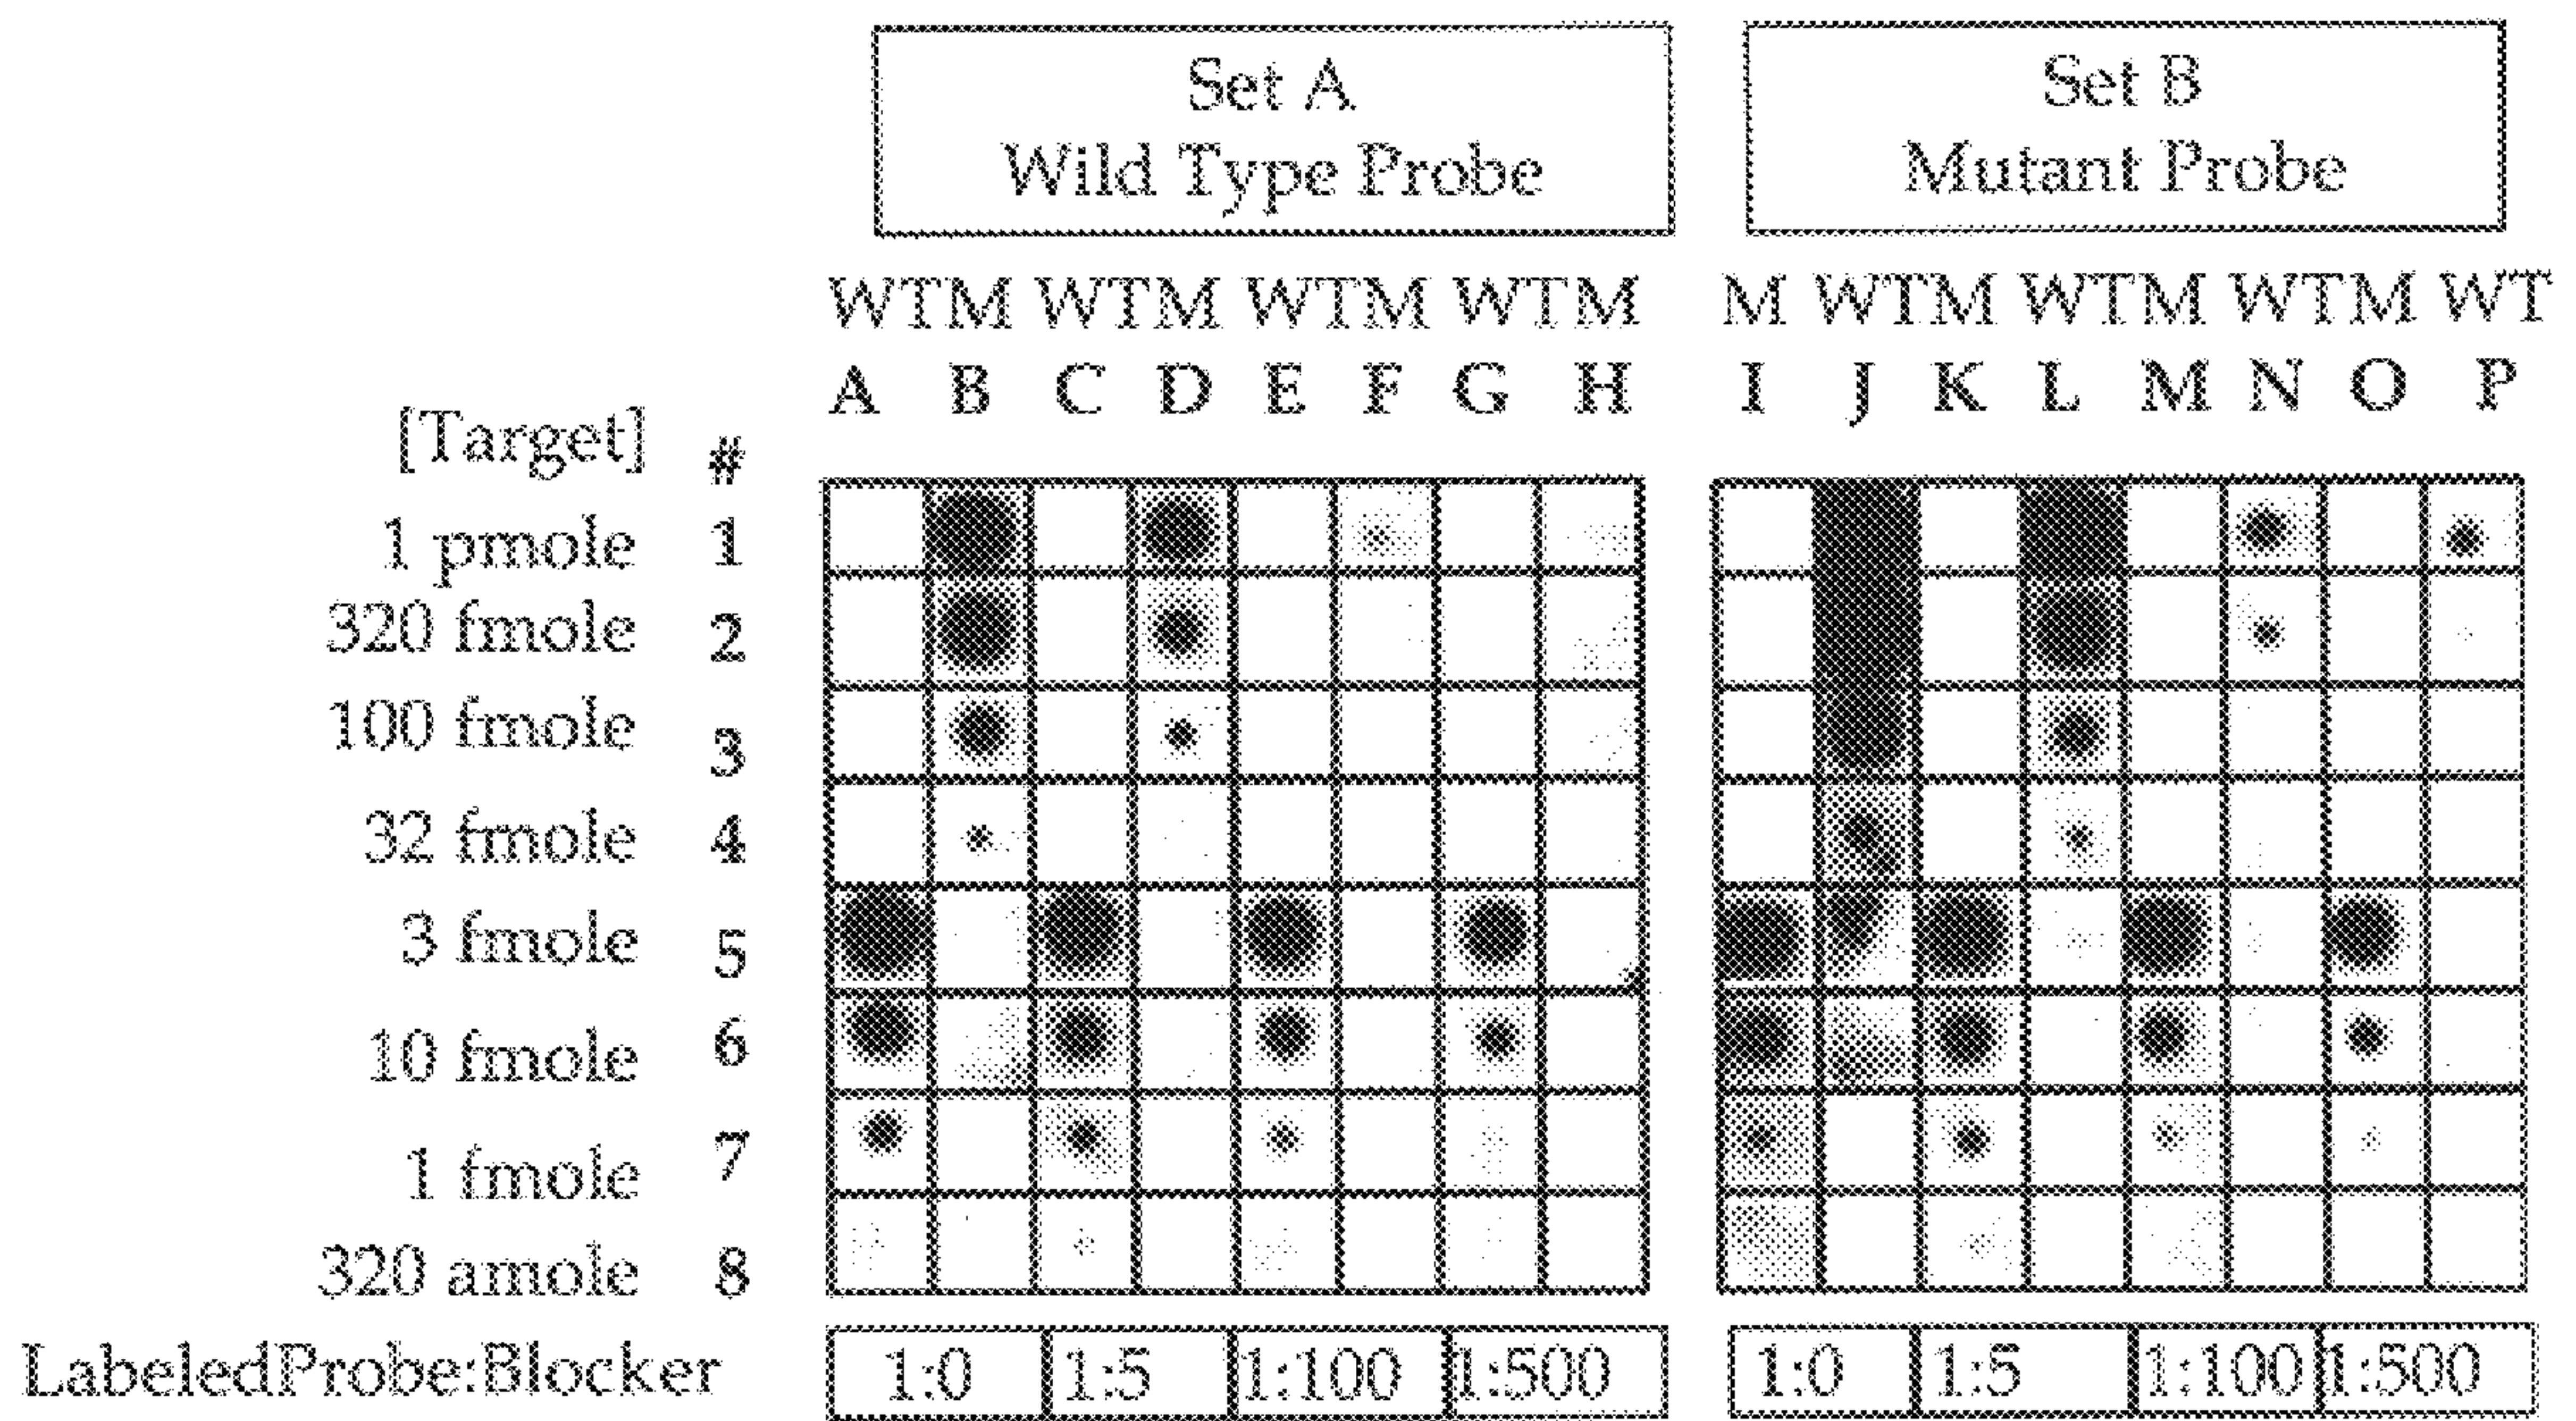 Set A
Wild Type Probe
Set B
Mutant Probe
WTM WTM WTM WTM M WTM WTM WTM WT
A B C D E F G H I J K L M N O P
[Target] #
1 pmole 1
320 fmole 2
100 fmole 3
32 fmole 4
3 fmole 5
10 fmole 6
1 fmole 7
320 amole 8
LabeledProbe:Blocker 1:0 1:5 1:100 1:500 1:0 1:5 1:100 1:500